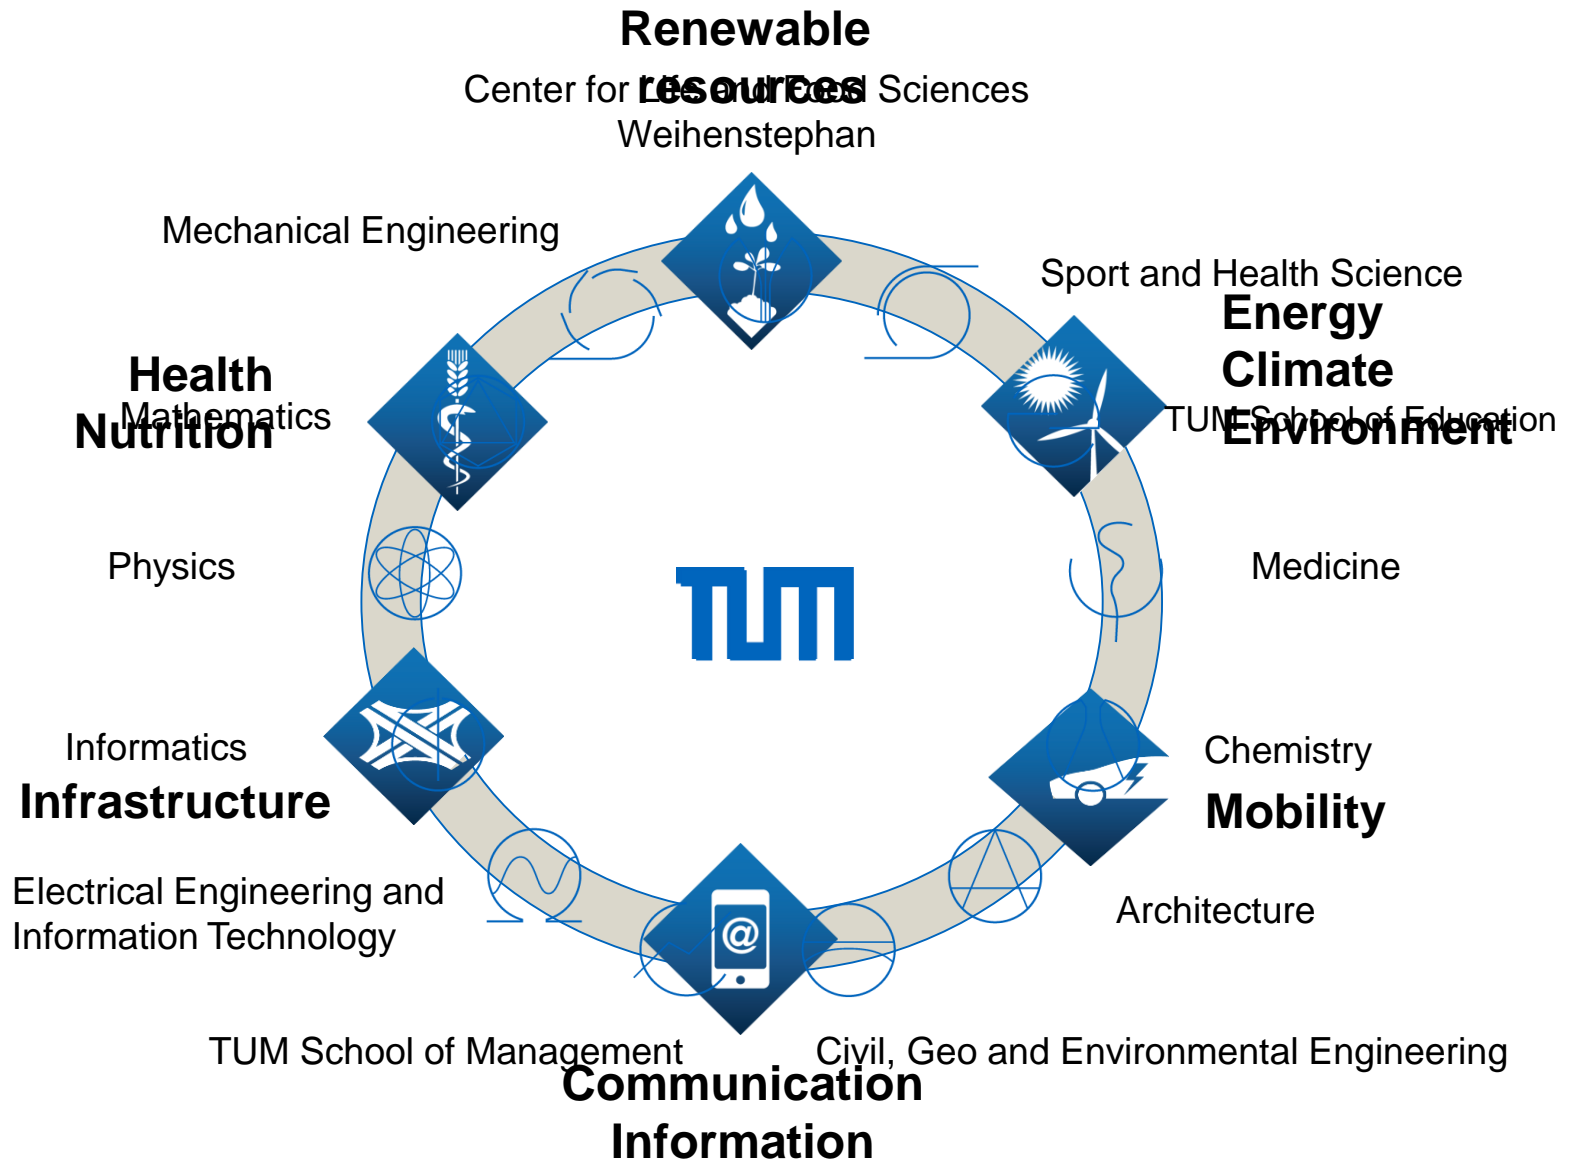 Renewable
resources
Center for Life and Food Sciences
Weihenstephan
Mechanical Engineering
Sport and Health Science
Energy
Climate
Environment
Health
Nutrition
Mathematics
TUM School of Education
Physics
TUM
Medicine
Informatics
Infrastructure
Chemistry
Mobility
Electrical Engineering and
Information Technology
@
Architecture
TUM School of Management
Civil, Geo and Environmental Engineering
Communication
Information